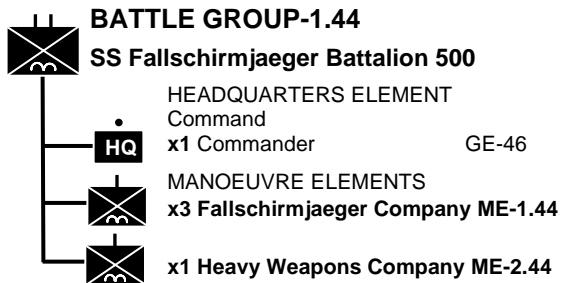 BATTLE GROUP-1.44
SS Fallschirmjaeger Battalion 500
HEADQUARTERS ELEMENT
Command
HQ x1 Commander GE-46
MANOEUVRE ELEMENTS
x3 Fallschirmjaeger Company ME-1.44
x1 Heavy Weapons Company ME-2.44